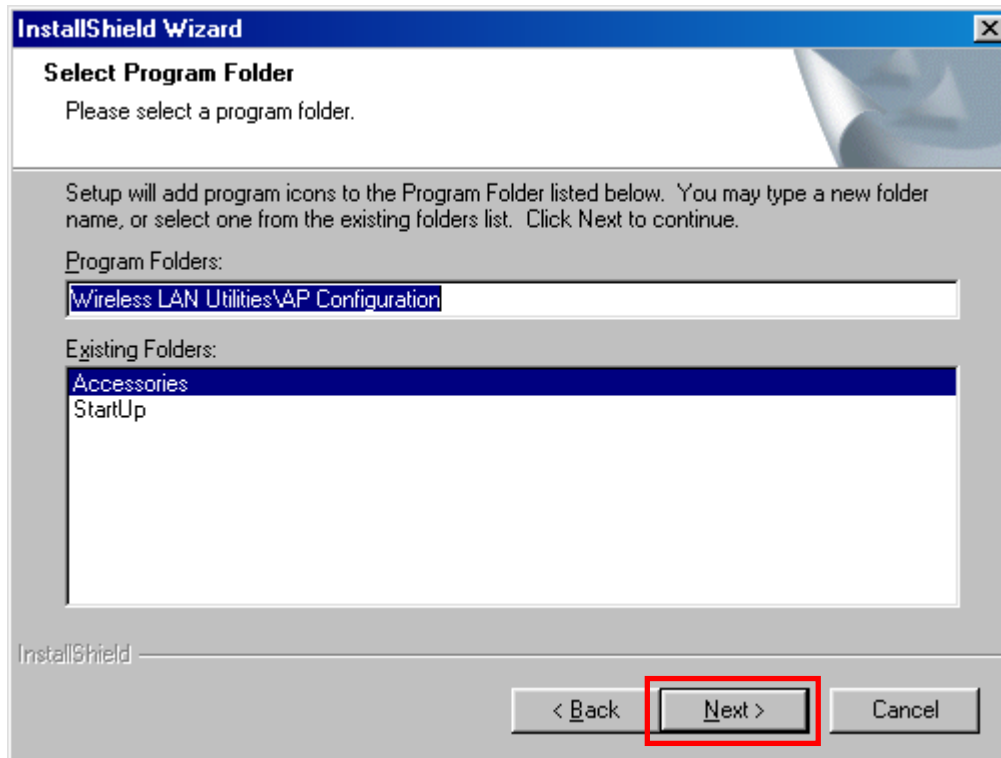 InstallShield Wizard
Select Program Folder
Please select a program folder.
Setup will add program icons to the Program Folder listed below.  You may type a new folder
name, or select one from the existing folders list.  Click Next to continue.
Program Folders:
Wireless LAN Utilities\AP Configuration
Existing Folders:
Accessories
StartUp
InstallShield
< Back
Next >
Cancel